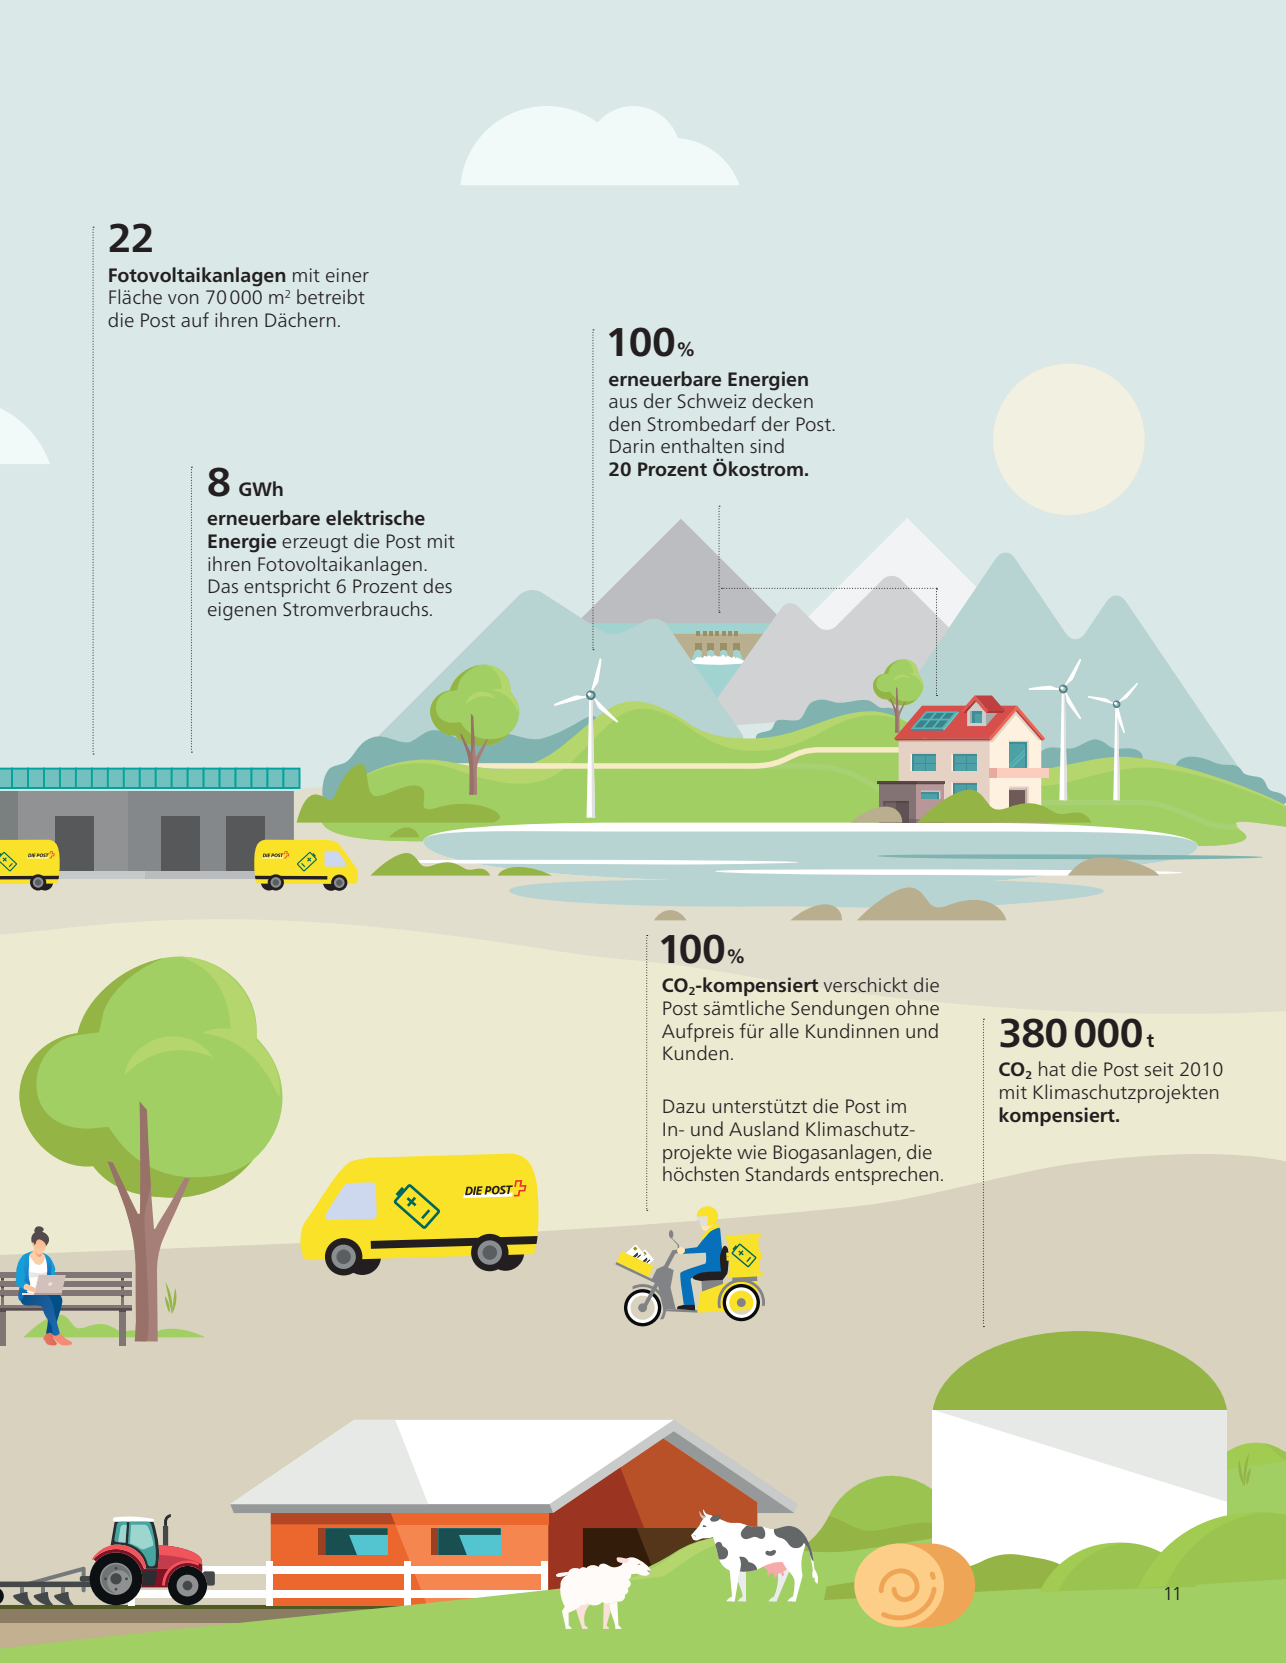 22
Fotovoltaikanlagen mit einer
Fläche von 70 000 m² betreibt
die Post auf ihren Dächern.
100%
erneuerbare Energien
aus der Schweiz decken
den Strombedarf der Post.
Darin enthalten sind
20 Prozent Ökostrom.
8 GWh
erneuerbare elektrische
Energie erzeugt die Post mit
ihren Fotovoltaikanlagen.
Das entspricht 6 Prozent des
eigenen Stromverbrauchs.
DIE POST
DIE POST
100%
CO₂-kompensiert verschickt die
Post sämtliche Sendungen ohne
Aufpreis für alle Kundinnen und
Kunden.
Dazu unterstützt die Post im
In- und Ausland Klimaschutz-
projekte wie Biogasanlagen, die
höchsten Standards entsprechen.
380 000 t
CO₂ hat die Post seit 2010
mit Klimaschutzprojekten
kompensiert.
DIE POST
11